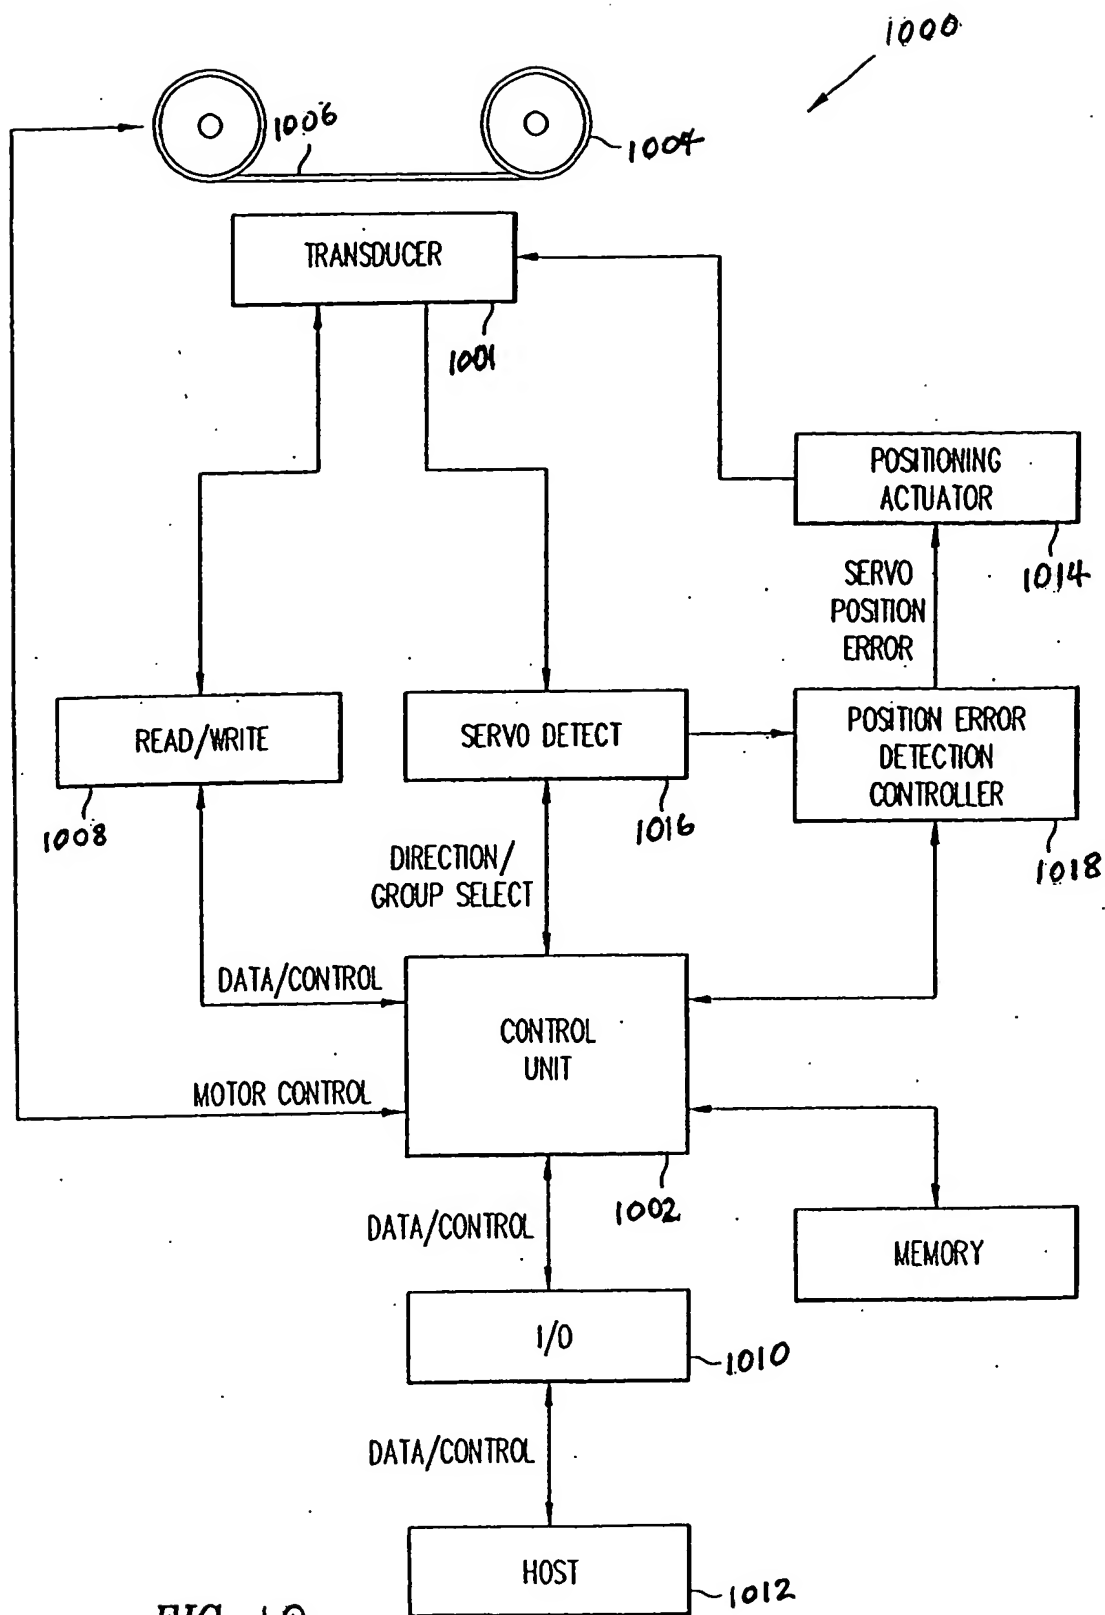 1000
1006
1004
TRANSDUCER
1001
POSITIONING
ACTUATOR
1014
SERVO
POSITION
ERROR
READ/WRITE
1008
SERVO DETECT
1016
POSITION ERROR
DETECTION
CONTROLLER
1018
DIRECTION/
GROUP SELECT
DATA/CONTROL
CONTROL
UNIT
MOTOR CONTROL
1002
DATA/CONTROL
MEMORY
I/O
1010
DATA/CONTROL
HOST
1012